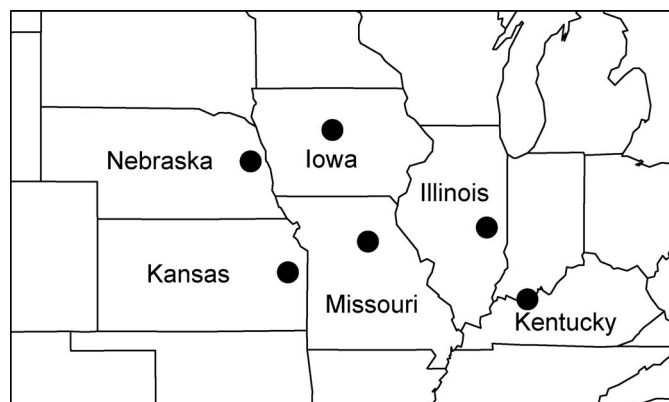 Nebraska
Iowa
Illinois
Kansas
Missouri
Kentucky